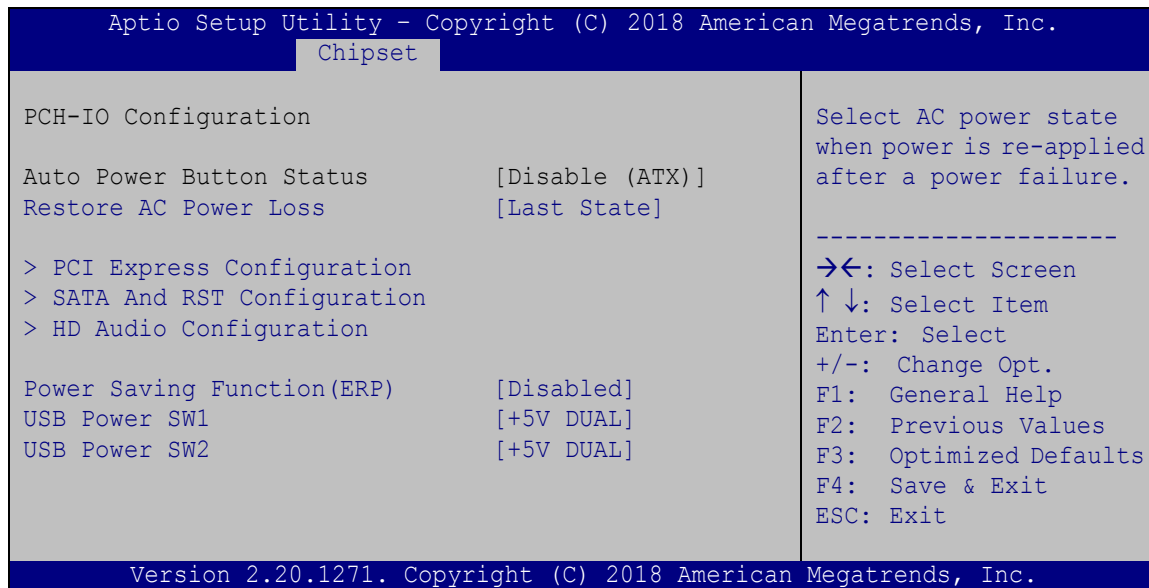 Aptio Setup Utility – Copyright (C) 2018 American Megatrends, Inc.
Chipset
PCH-IO Configuration
Auto Power Button Status [Disable (ATX)]
Restore AC Power Loss [Last State]
> PCI Express Configuration
> SATA And RST Configuration
> HD Audio Configuration
Power Saving Function(ERP) [Disabled]
USB Power SW1 [+5V DUAL]
USB Power SW2 [+5V DUAL]
Select AC power state
when power is re-applied
after a power failure.
---------------------
→←: Select Screen
↑ ↓: Select Item
Enter: Select
+/-: Change Opt.
F1: General Help
F2: Previous Values
F3: Optimized Defaults
F4: Save & Exit
ESC: Exit
Version 2.20.1271. Copyright (C) 2018 American Megatrends, Inc.